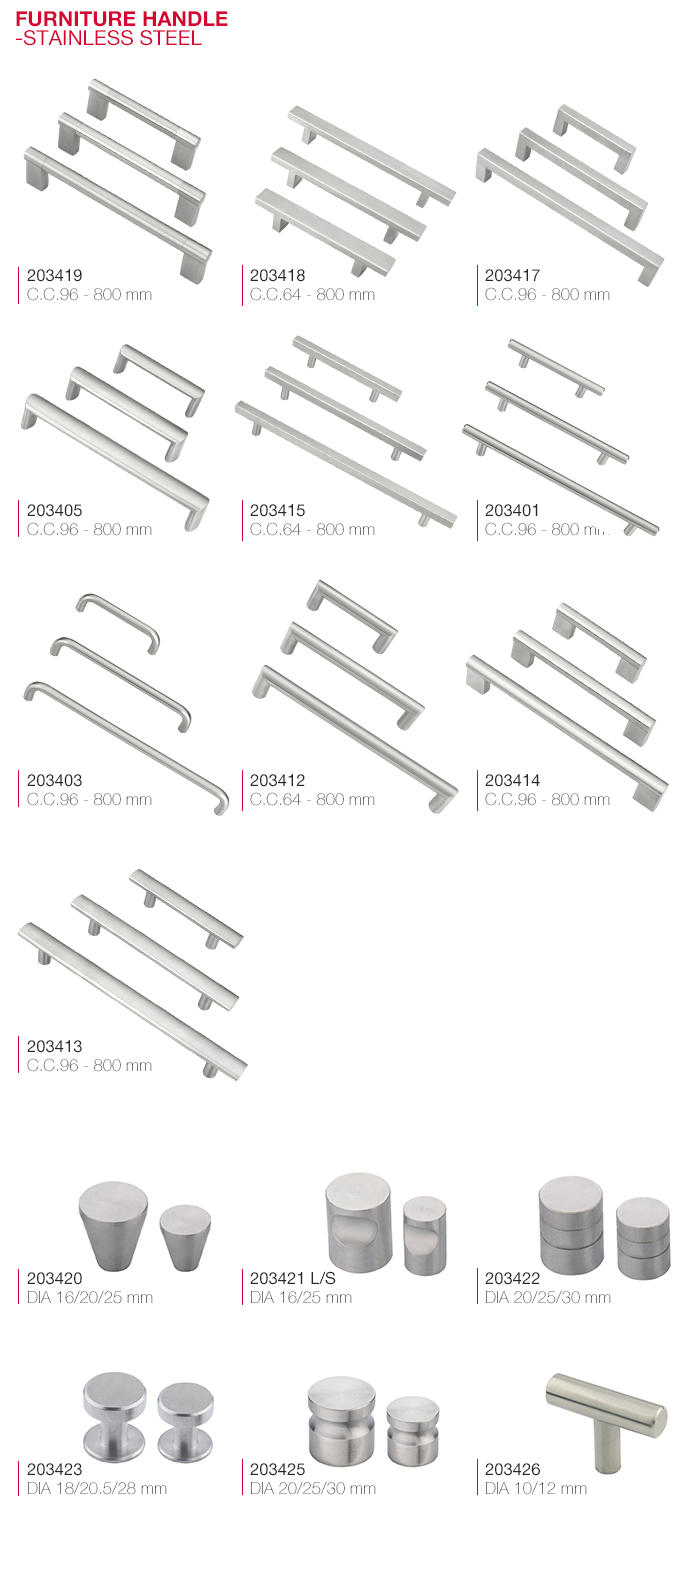 FURNITURE HANDLE
-STAINLESS STEEL
203419
C.C.96 - 800 mm
203418
C.C.64 - 800 mm
203417
C.C.96 - 800 mm
203405
C.C.96 - 800 mm
203415
C.C.64 - 800 mm
203401
C.C.96 - 800 mm
203403
C.C.96 - 800 mm
203412
C.C.64 - 800 mm
203414
C.C.96 - 800 mm
203413
C.C.96 - 800 mm
203420
DIA 16/20/25 mm
203421 L/S
DIA 16/25 mm
203422
DIA 20/25/30 mm
203423
DIA 18/20.5/28 mm
203425
DIA 20/25/30 mm
203426
DIA 10/12 mm